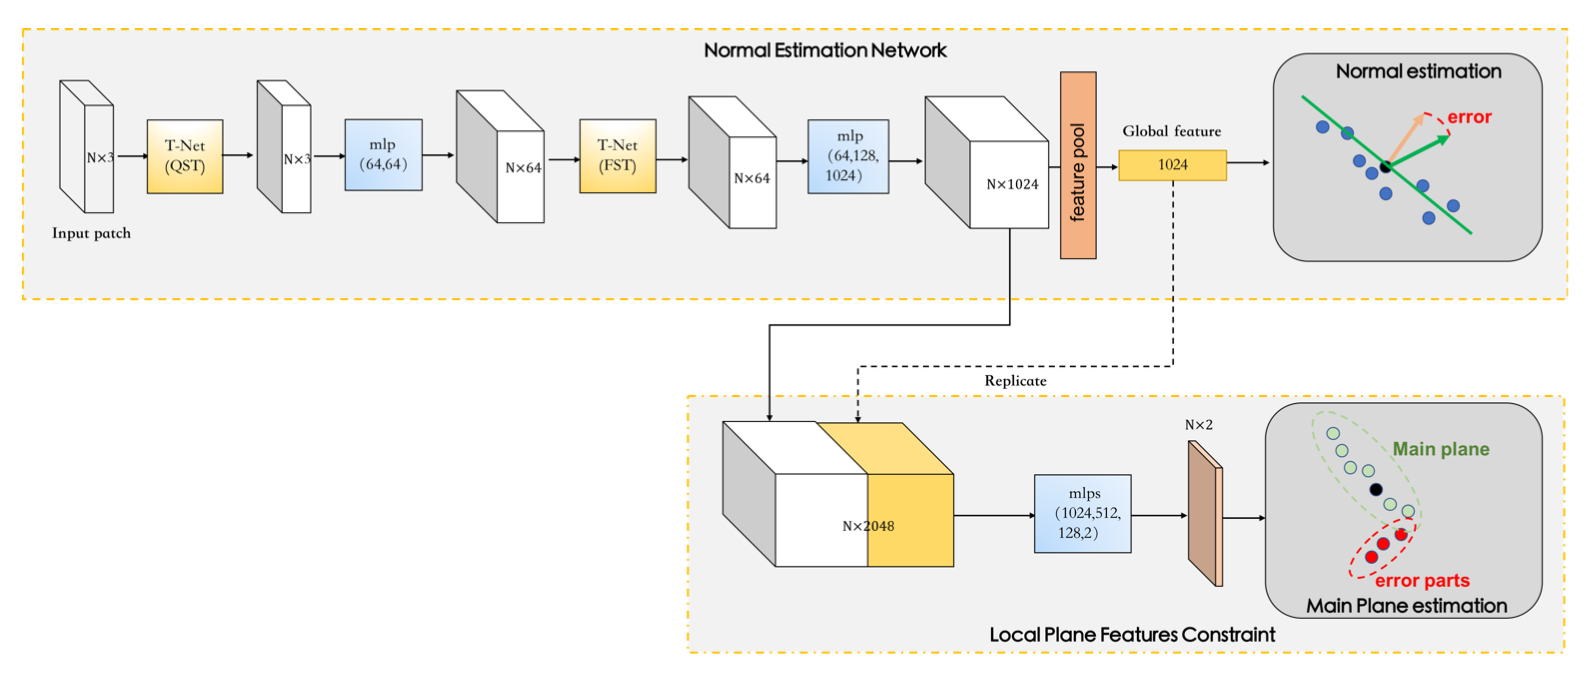 Normal Estimation Network
N×3
T-Net
(QST)
N×3
mlp
(64,64)
N×64
T-Net
(FST)
N×64
mlp
(64,128,
1024)
N×1024
feature pool
Global feature
1024
Normal estimation
error
Input patch
Replicate
N×2048
mlps
(1024,512,
128,2)
N×2
Main plane
error parts
Main Plane estimation
Local Plane Features Constraint